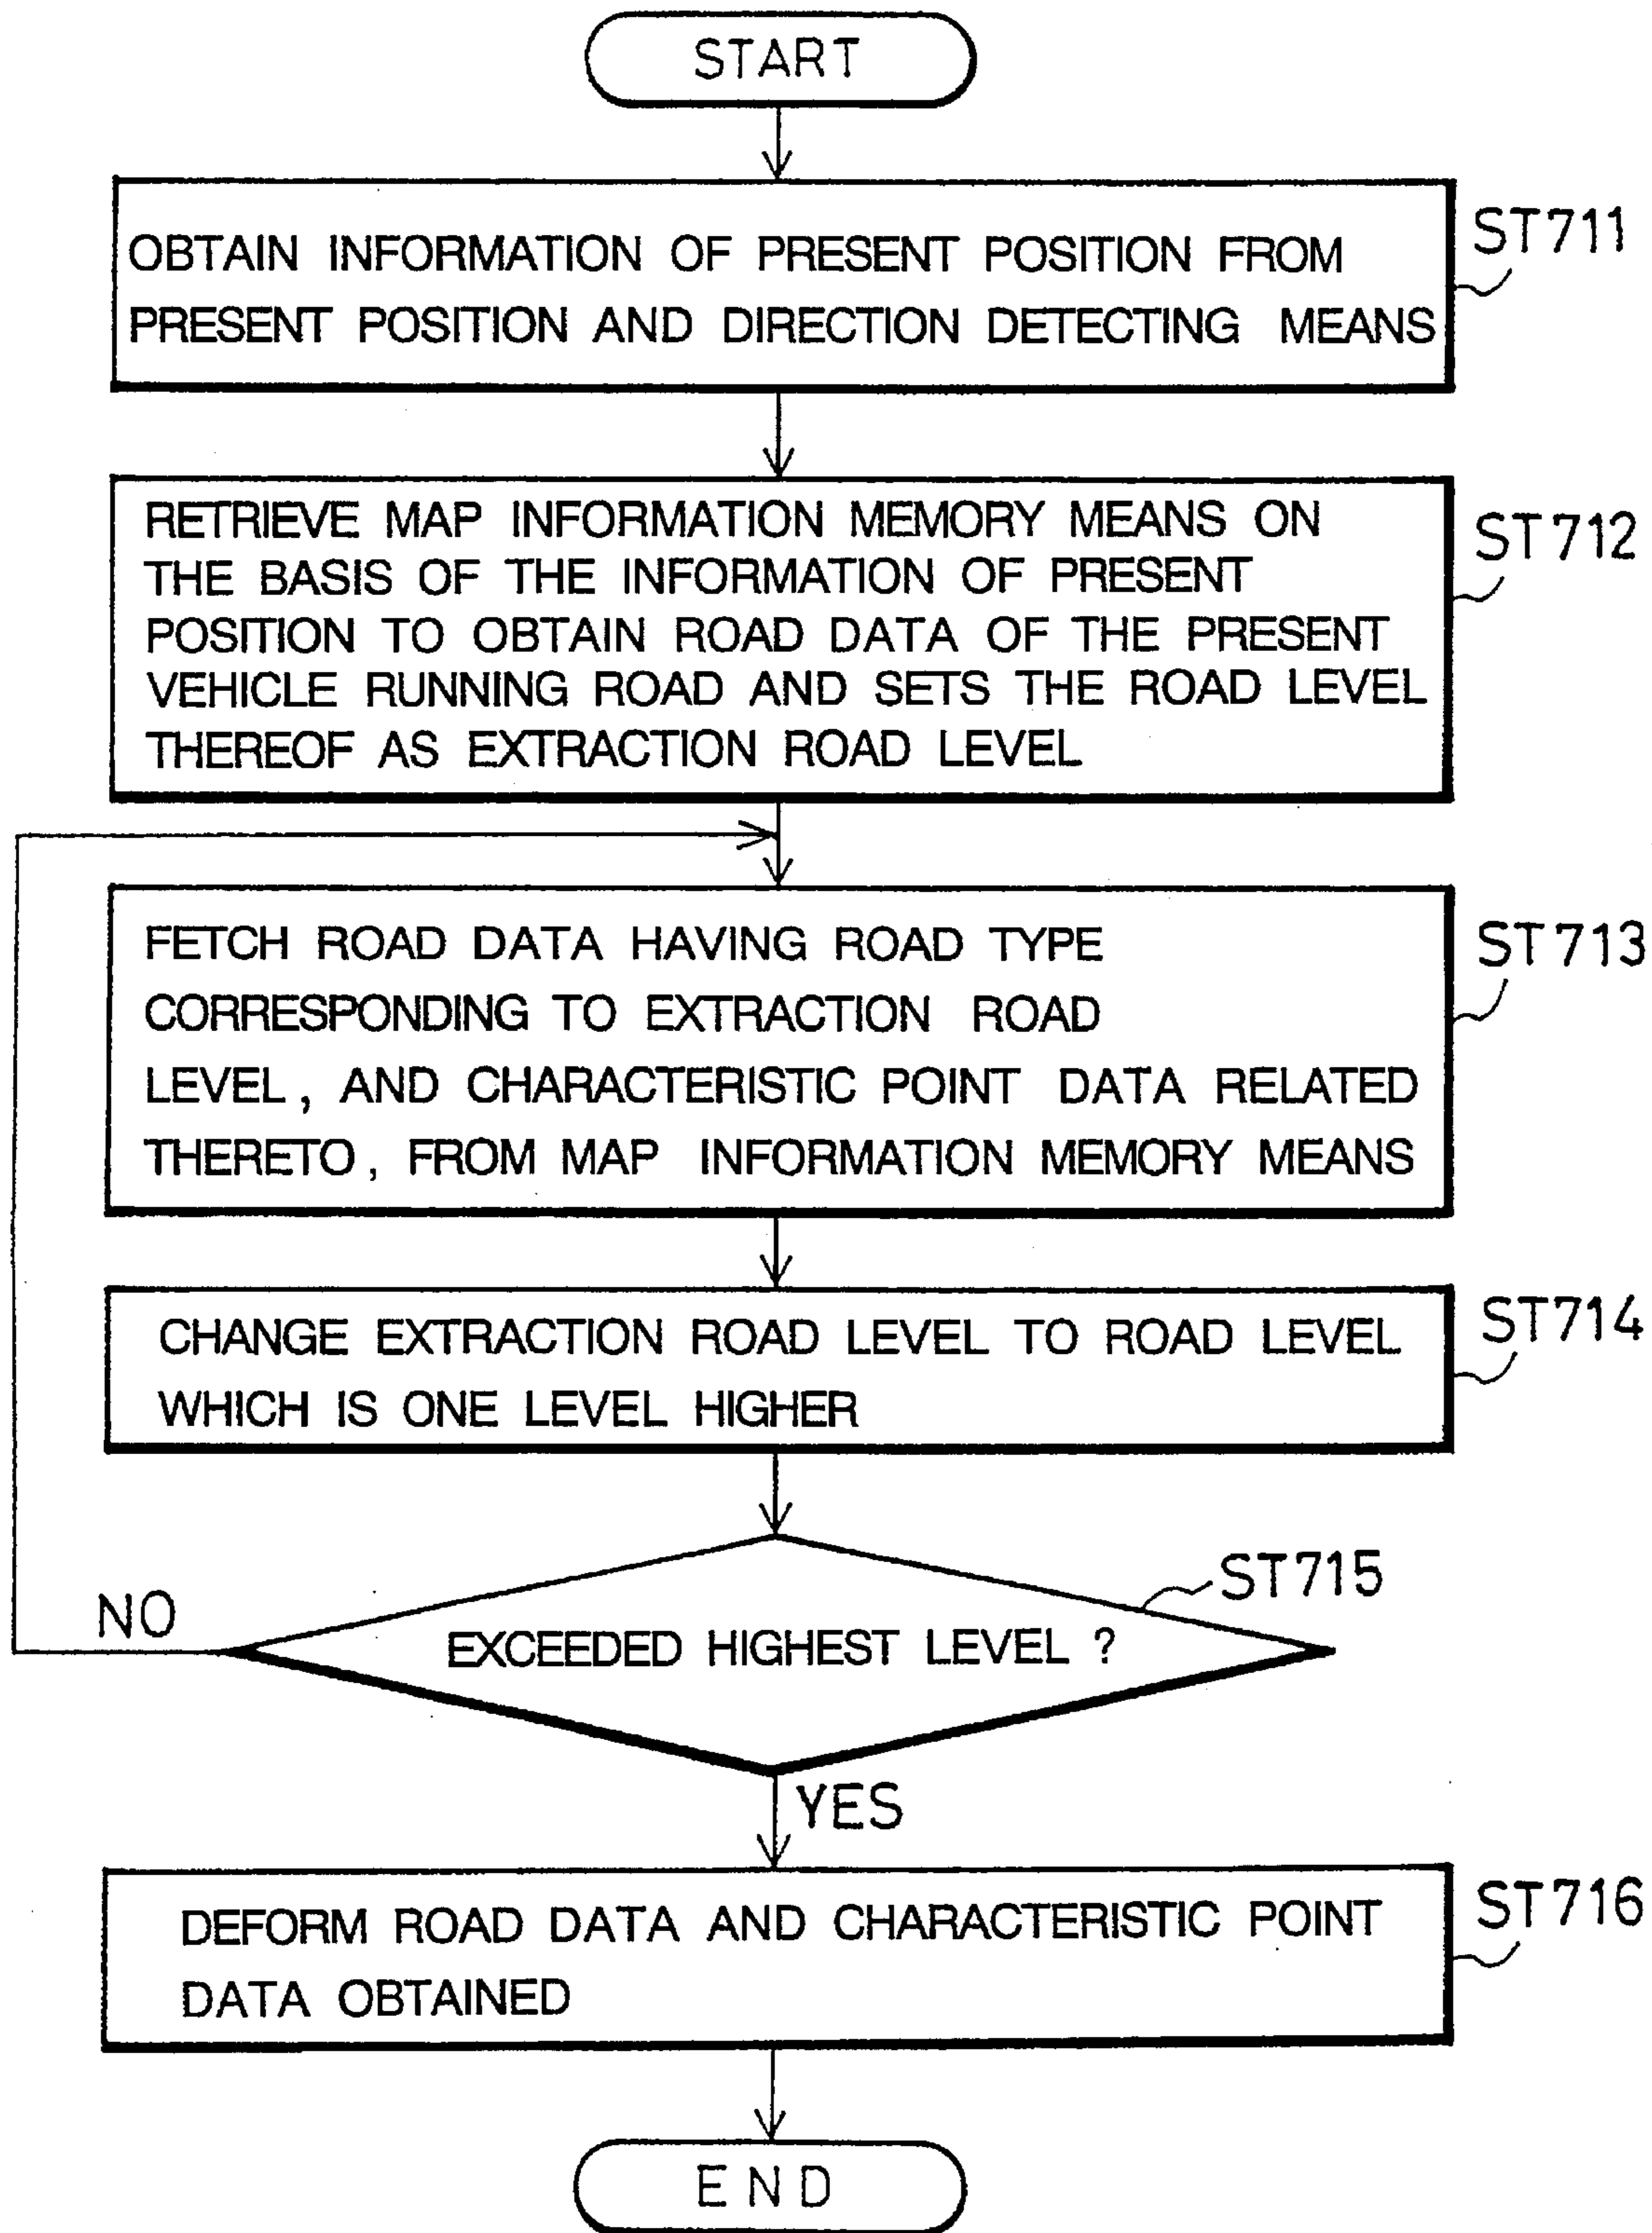 START
OBTAIN INFORMATION OF PRESENT POSITION FROM
PRESENT POSITION AND DIRECTION DETECTING MEANS
ST711
RETRIEVE MAP INFORMATION MEMORY MEANS ON
THE BASIS OF THE INFORMATION OF PRESENT
POSITION TO OBTAIN ROAD DATA OF THE PRESENT
VEHICLE RUNNING ROAD AND SETS THE ROAD LEVEL
THEREOF AS EXTRACTION ROAD LEVEL
ST712
FETCH ROAD DATA HAVING ROAD TYPE
CORRESPONDING TO EXTRACTION ROAD
LEVEL, AND CHARACTERISTIC POINT DATA RELATED
THERETO, FROM MAP INFORMATION MEMORY MEANS
ST713
CHANGE EXTRACTION ROAD LEVEL TO ROAD LEVEL
WHICH IS ONE LEVEL HIGHER
ST714
EXCEEDED HIGHEST LEVEL ?
ST715
NO
YES
DEFORM ROAD DATA AND CHARACTERISTIC POINT
DATA OBTAINED
ST716
END